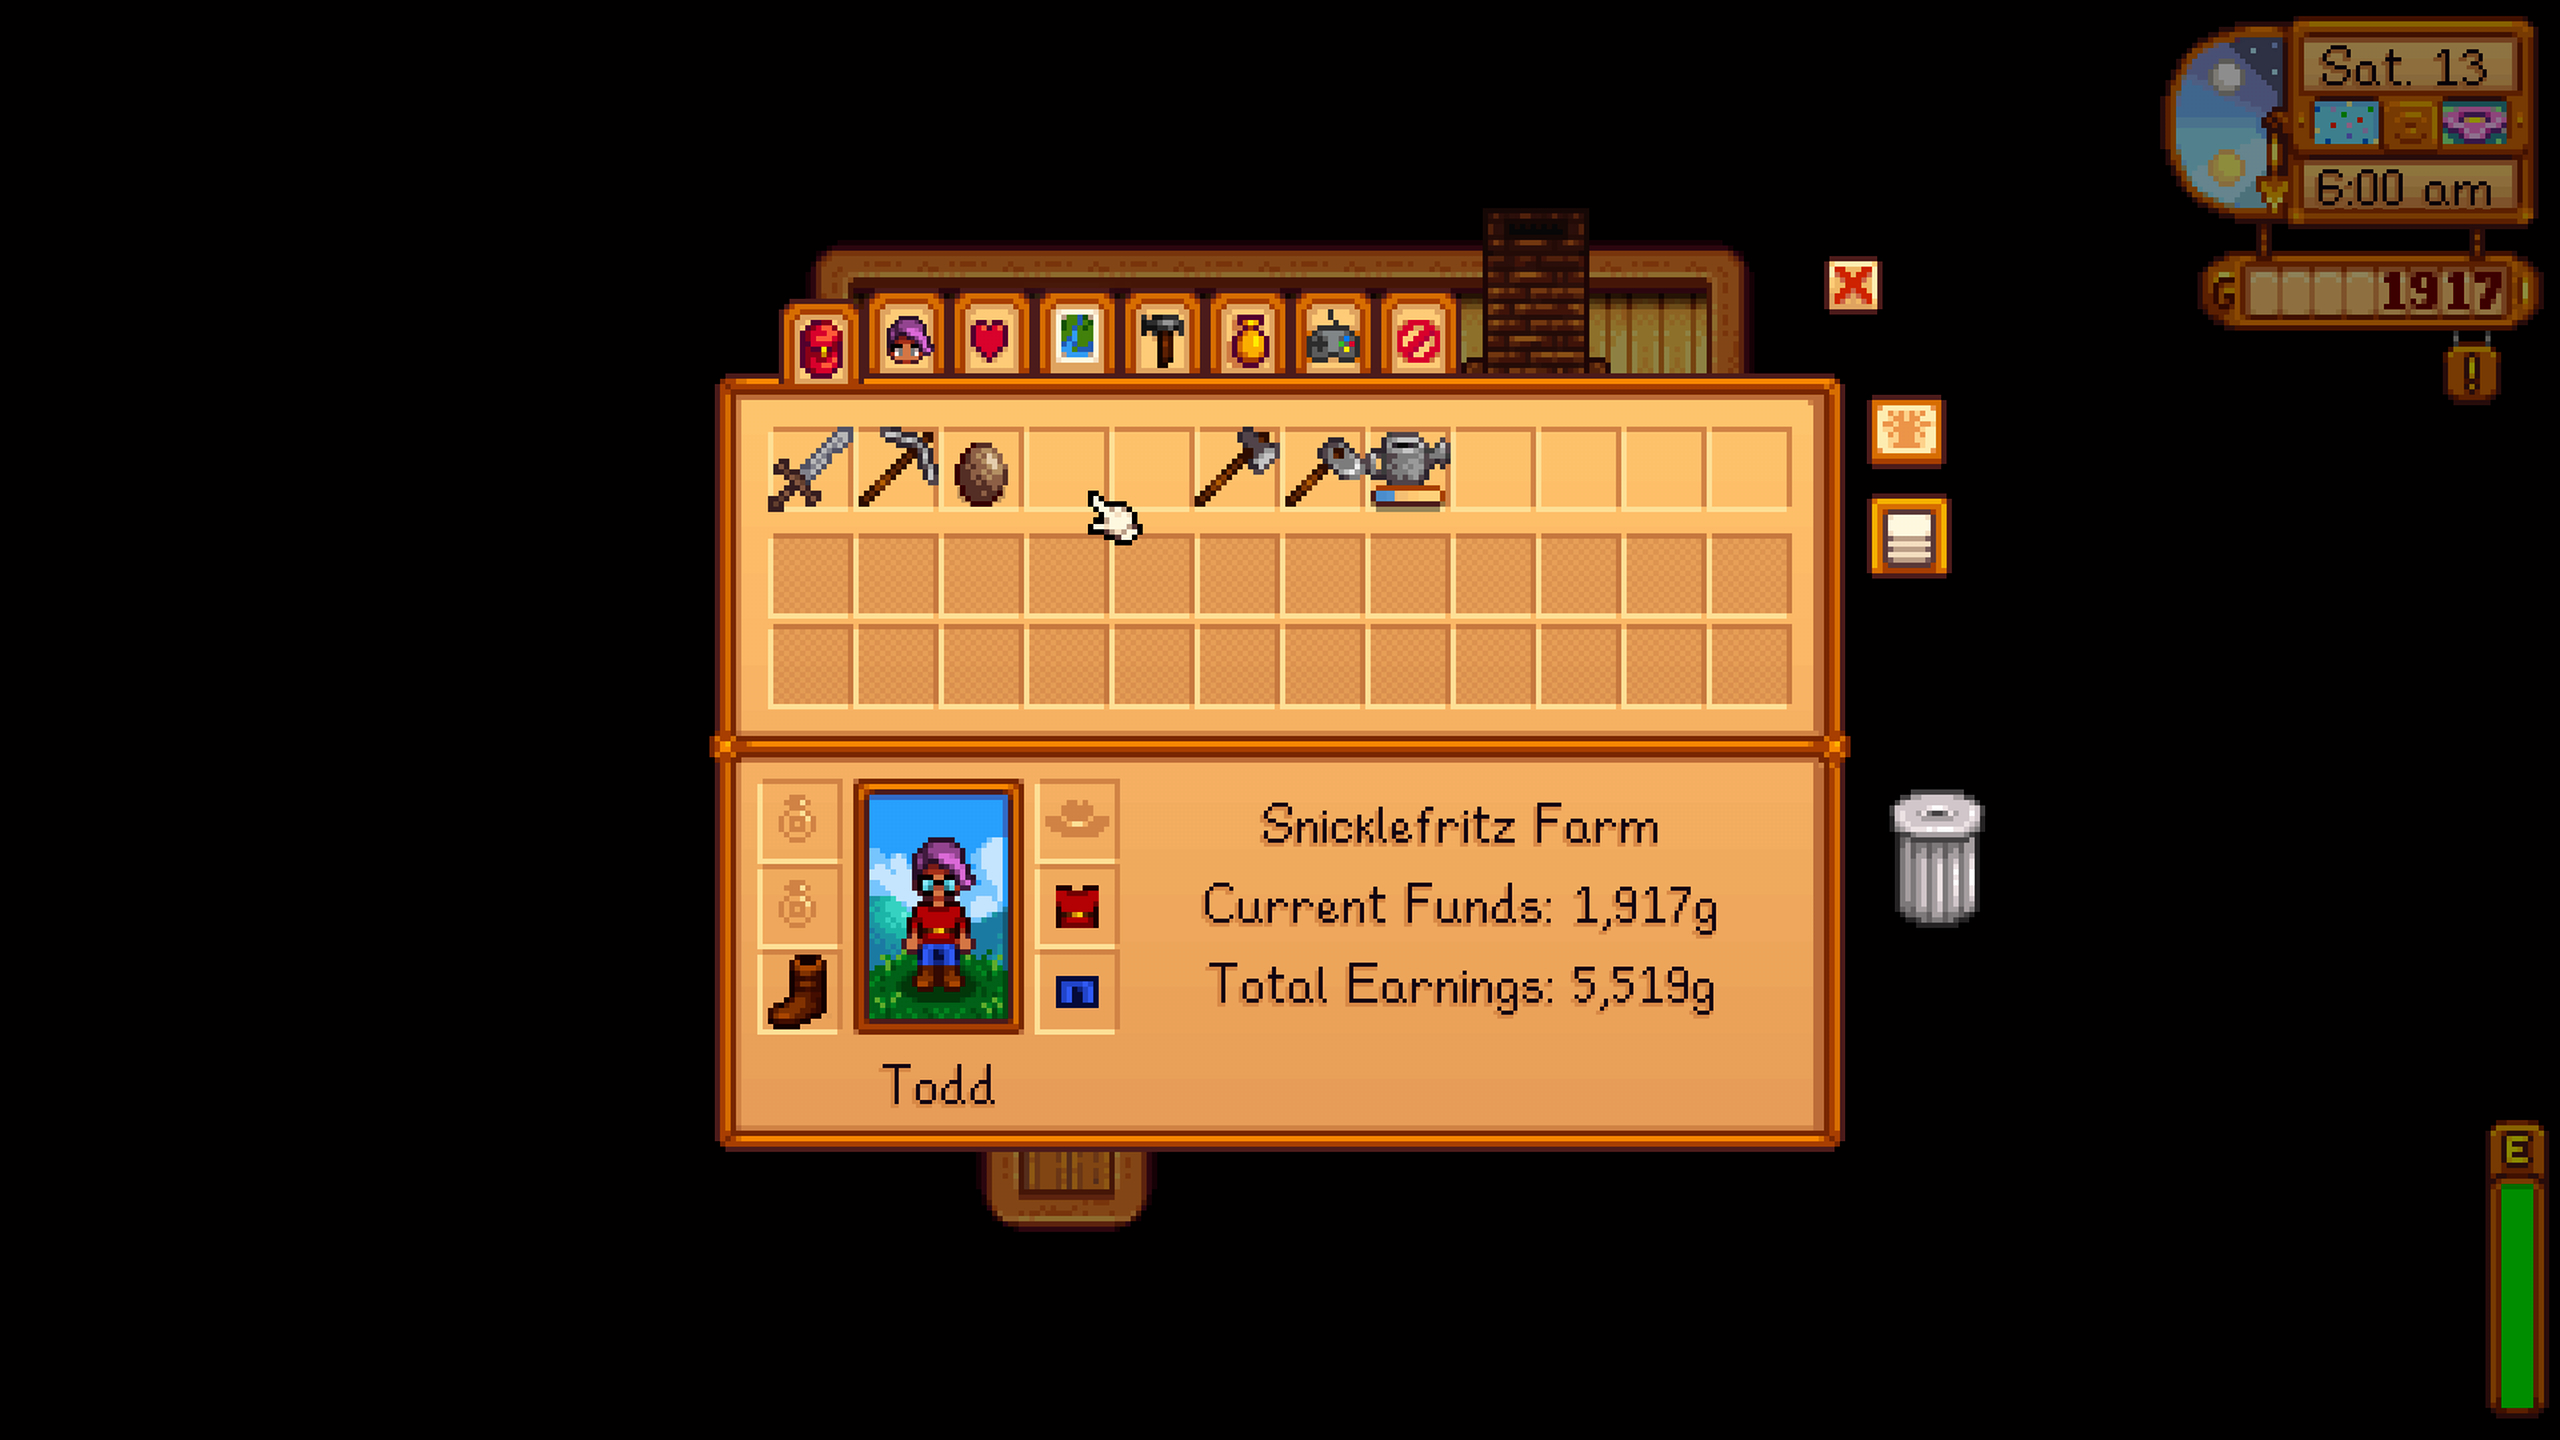 Sat. 13
6:00 am
G 1917
!
Snicklefritz Farm
Current Funds: 1,917g
Total Earnings: 5,519g
Todd
E